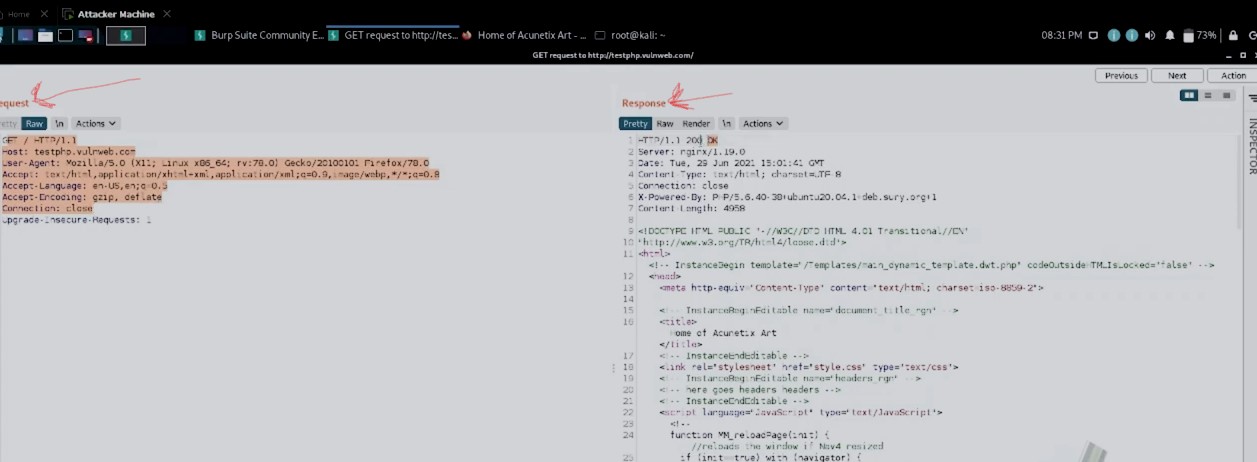 Home
Attacker Machine
Burp Suite Community E...
GET request to http://tes...
Home of Acunetix Art - ...
root@kali: ~
08:31 PM
73%
GET request to http://testphp.vulnweb.com/
Previous
Next
Action
equest
Response
etty
Raw
\n
Actions
Pretty
Raw
Render
\n
Actions
INSPECTOR
GET / HTTP/1.1
Host: testphp.vulnweb.com
User-Agent: Mozilla/5.0 (X11; Linux x86_64; rv:78.0) Gecko/20100101 Firefox/78.0
Accept: text/html,application/xhtml+xml,application/xml;q=0.9,image/webp,*/*;q=0.8
Accept-Language: en-US,en;q=0.5
Accept-Encoding: gzip, deflate
Connection: close
Upgrade-Insecure-Requests: 1
1 HTTP/1.1 200 OK
2 Server: nginx/1.19.0
3 Date: Tue, 29 Jun 2021 15:01:41 GMT
4 Content-Type: text/html; charset=UTF-8
5 Connection: close
6 X-Powered-By: PHP/5.6.40-38+ubuntu20.04.1+deb.sury.org+1
7 Content-Length: 4958
8
9 <!DOCTYPE HTML PUBLIC "-//W3C//DTD HTML 4.01 Transitional//EN"
10 "http://www.w3.org/TR/html4/loose.dtd">
11 <html>
<!-- InstanceBegin template="/Templates/main_dynamic_template.dwt.php" codeOutsideHTMLIsLocked="false" -->
12 <head>
13 <meta http-equiv="Content-Type" content="text/html; charset=iso-8859-2">
14
15 <!-- InstanceBeginEditable name="document_title_rgn" -->
16 <title>
Home of Acunetix Art
</title>
17 <!-- InstanceEndEditable -->
18 <link rel="stylesheet" href="style.css" type="text/css">
19 <!-- InstanceBeginEditable name="headers_rgn" -->
20 <!-- here goes headers headers -->
21 <!-- InstanceEndEditable -->
22 <script language="JavaScript" type="text/JavaScript">
23 <!--
24 function MM_reloadPage(init) {
//reloads the window if Nav4 resized
25 if (init==true) with (navigator) {